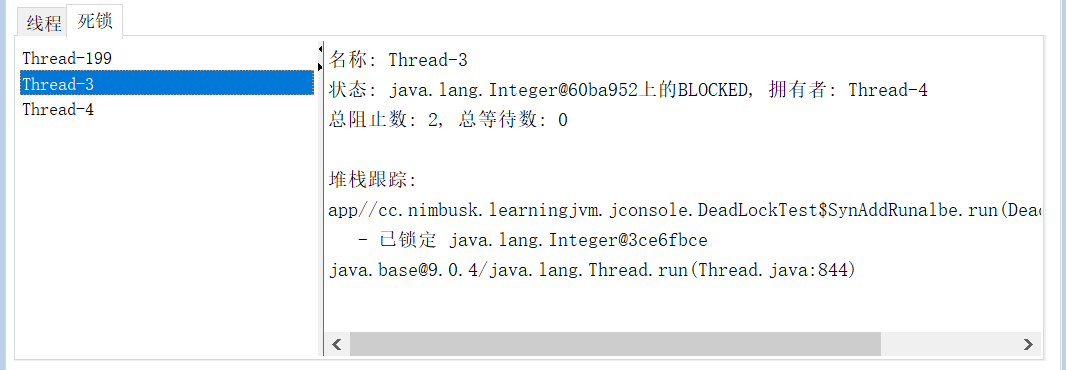 线程 死锁
Thread-199
Thread-3
Thread-4
名称: Thread-3
状态: java.lang.Integer@60ba952上的BLOCKED, 拥有者: Thread-4
总阻止数: 2, 总等待数: 0
堆栈跟踪:
app//cc.nimbusk.learningjvm.jconsole.DeadLockTest$SynAddRunalbe.run(Dead
- 已锁定 java.lang.Integer@3ce6fbce
java.base@9.0.4/java.lang.Thread.run(Thread.java:844)